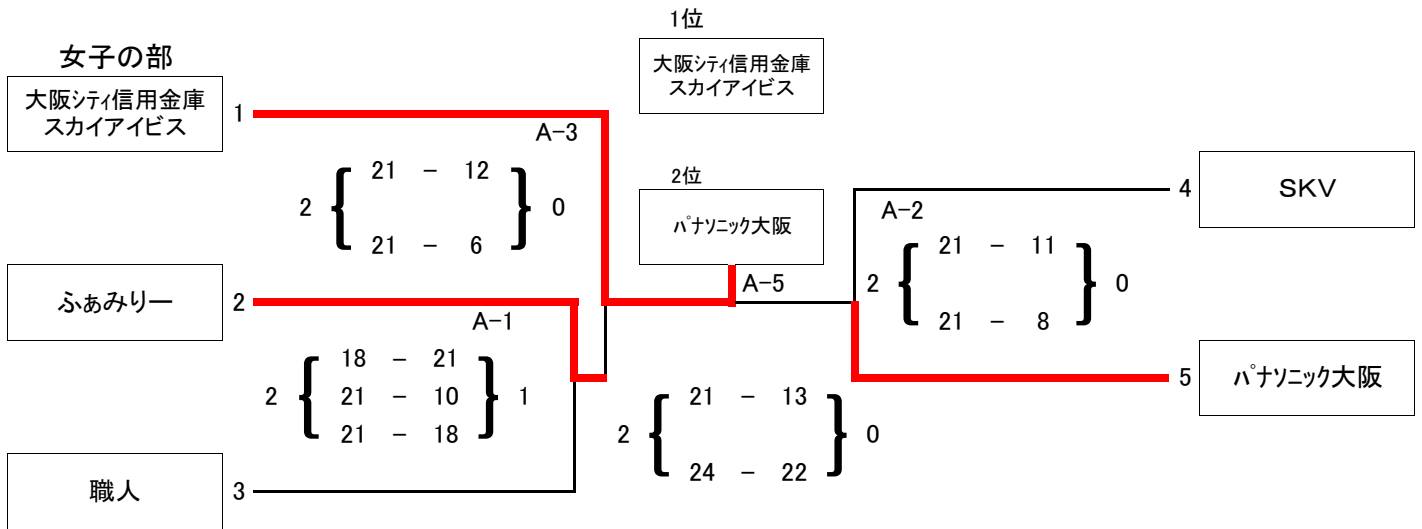 1位
女子の部
大阪ｼﾃｨ信用金庫
スカイアイビス
大阪ｼﾃｨ信用金庫
スカイアイビス
1
A-3
21 - 12
2 { } 0
21 - 6
2位
ﾊﾟﾅｿﾆｯｸ大阪
4
SKV
A-2
21 - 11
2 { } 0
21 - 8
ふぁみりー
2
A-5
A-1
18 - 21
2 { 21 - 10 } 1
21 - 18
5
ﾊﾟﾅｿﾆｯｸ大阪
21 - 13
2 { } 0
24 - 22
職人
3